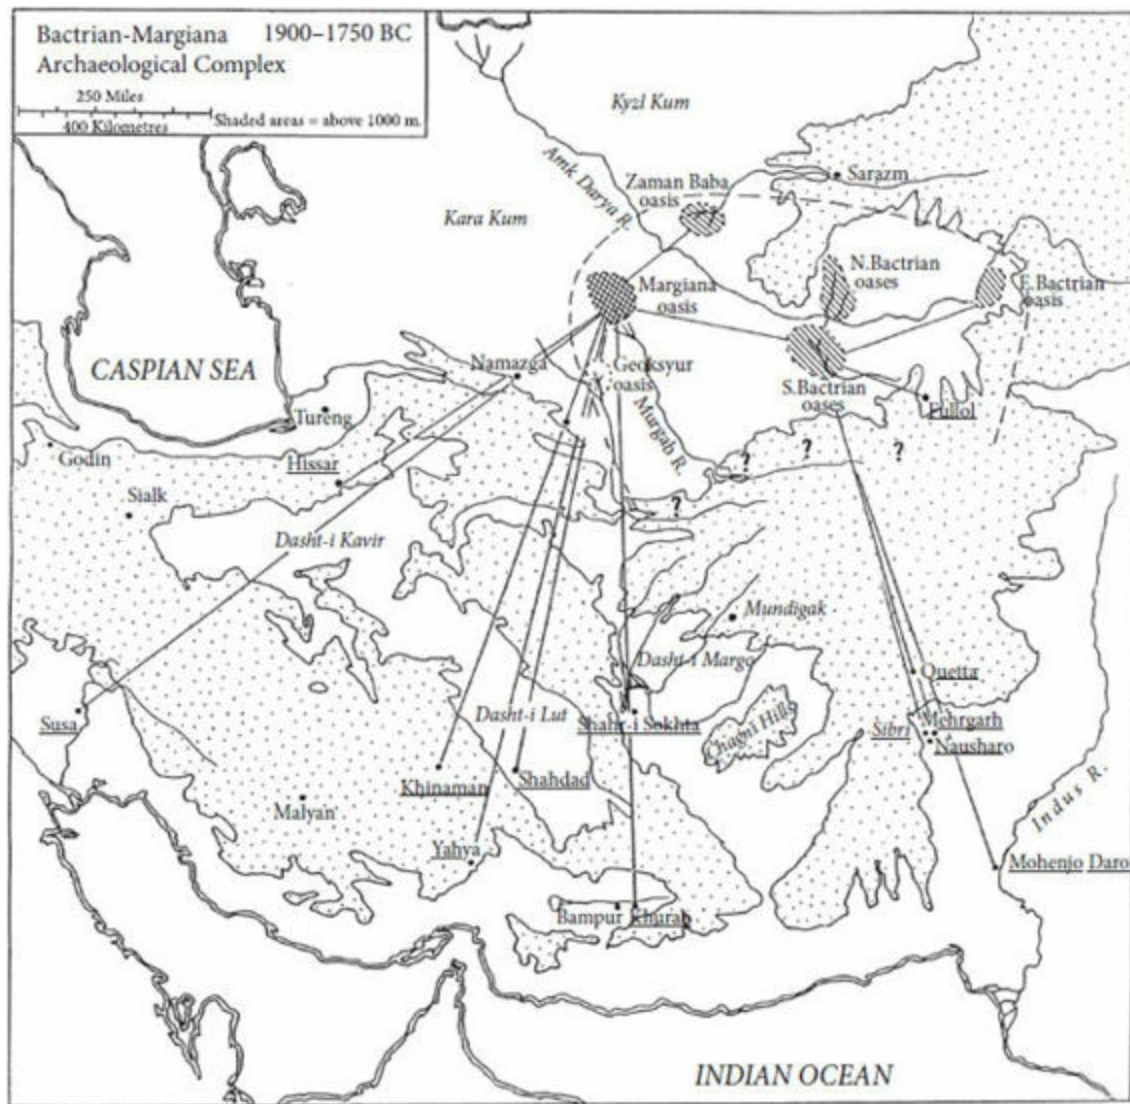 Bactrian-Margiana 1900–1750 BC
Archaeological Complex
250 Miles
400 Kilometres
Shaded areas = above 1000 m.
Kyzl Kum
Amk Darya R.
Sarazm
Zaman Baba
oasis
Kara Kum
N.Bactrian
oases
E.Bactrian
oasis
Margiana
oasis
CASPIAN SEA
Namazga
Geoksyur
oasis
S.Bactrian
oases
Fullol
Tureng
Murgab R.
Godin
Hissar
?
?
?
?
Sialk
Dasht-i Kavir
Mundigak
Dasht-i Margo
Quetta
Susa
Dasht-i Lut
Shahr-i Sokhta
Chagni Hills
Sibri
Mehrgarh
Nausharo
Khinaman
Shahdad
Malyan
Indus R.
Yahya
Mohenjo Daro
Bampur
Khurab
INDIAN OCEAN